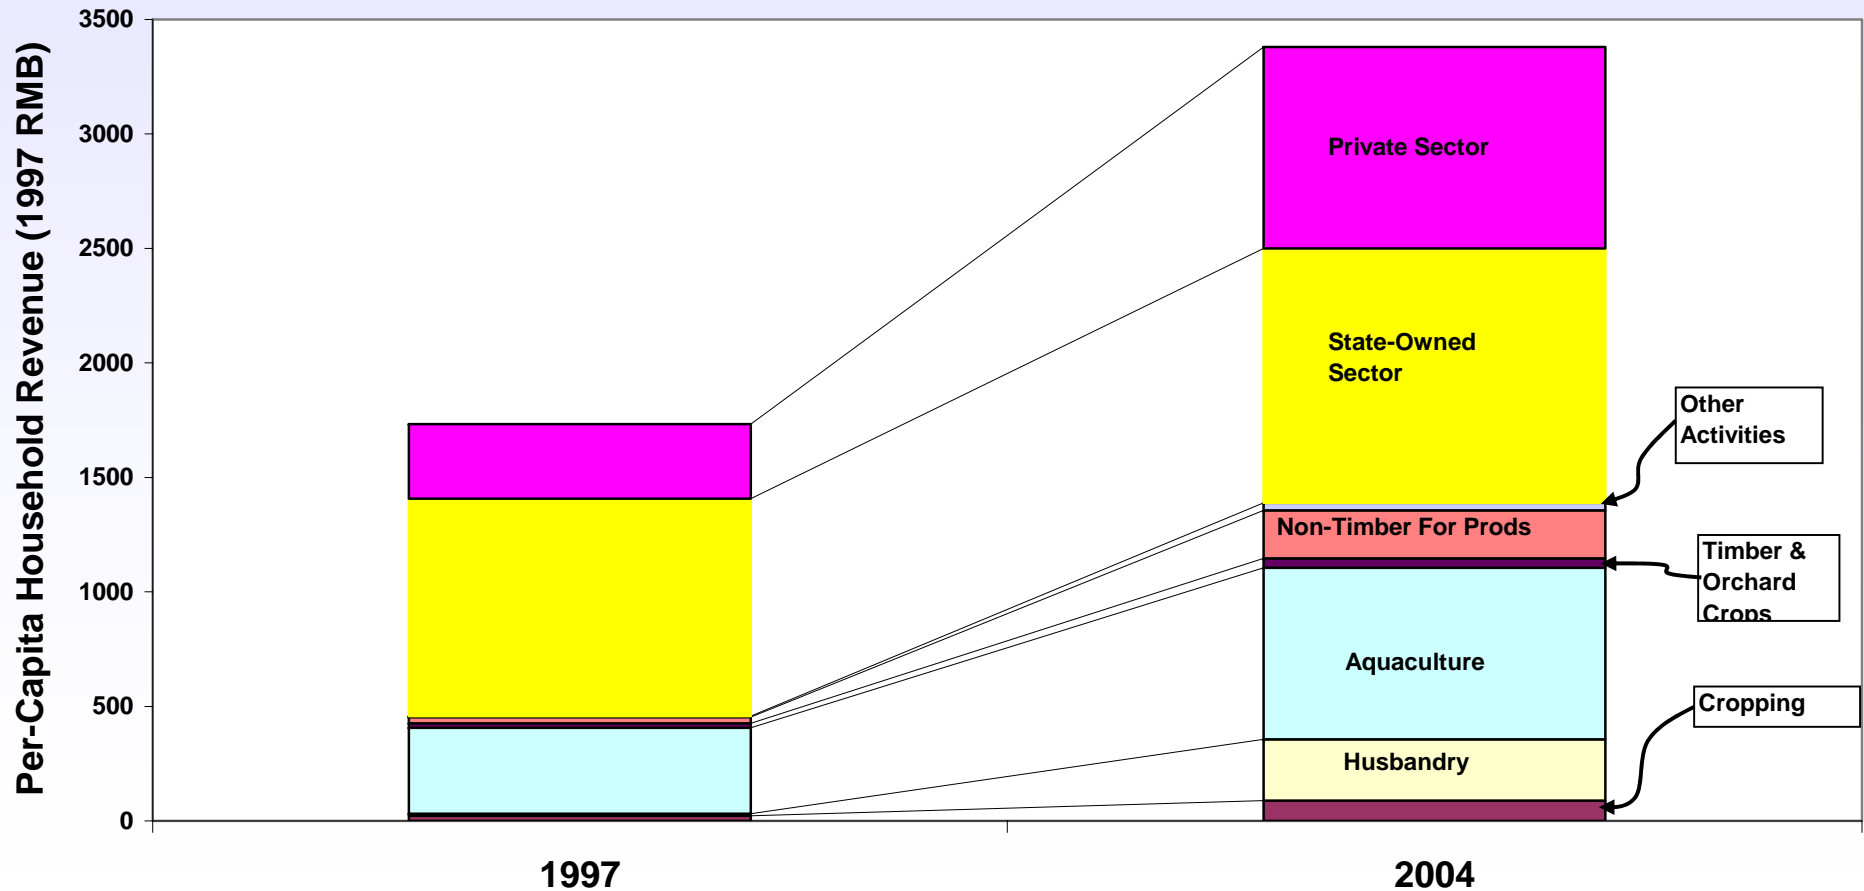 Per-Capita Household Revenue (1997 RMB)
3500
3000
2500
2000
1500
1000
500
0
Private Sector
State-Owned
Sector
Other
Activities
Non-Timber For Prods
Timber &
Orchard
Crops
Aquaculture
Cropping
Husbandry
1997
2004